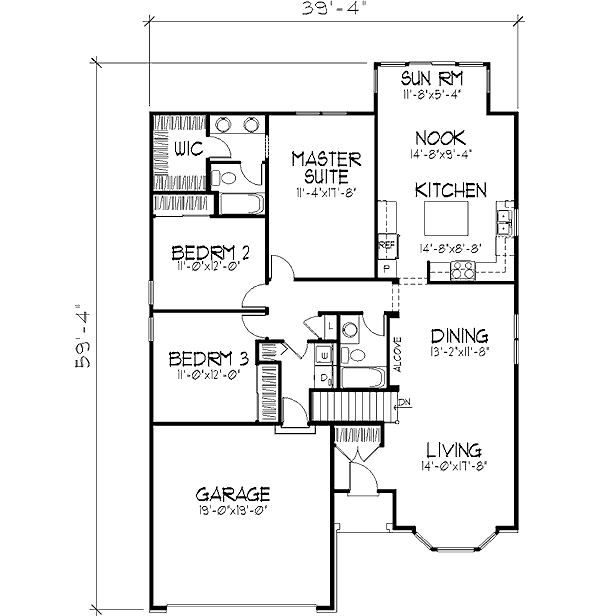 39'-4"
SUN RM
11'-8"x5'-4"
NOOK
14'-8"x9'-4"
WIC
MASTER
SUITE
11'-4"x17'-8"
KITCHEN
14'-8"x8'-8"
REF
P
BEDRM 2
11'-0"x12'-0"
59'-4"
L
W
D
DINING
13'-2"x11'-8"
ALCOVE
BEDRM 3
11'-0"x12'-0"
DN
LIVING
14'-0"x17'-8"
GARAGE
19'-0"x19'-0"